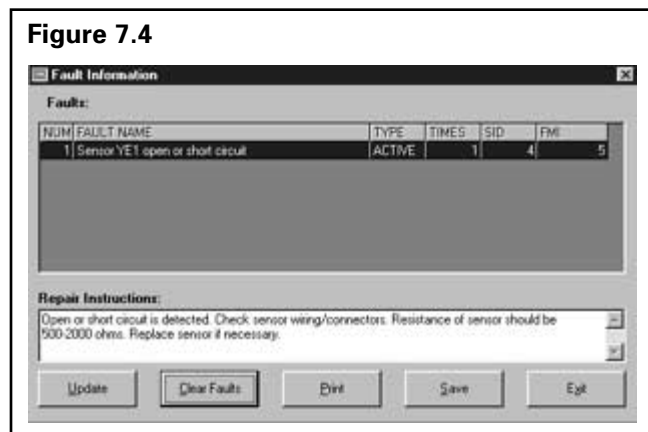 Figure 7.4
Fault Information
Faults:
NUM FAULT NAME TYPE TIMES SID FMI
1 Sensor YE1 open or short circuit ACTIVE 1 4 5
Repair Instructions:
Open or short circuit is detected. Check sensor wiring/connectors. Resistance of sensor should be
500-2000 ohms. Replace sensor if necessary.
Update Clear Faults Print Save Exit